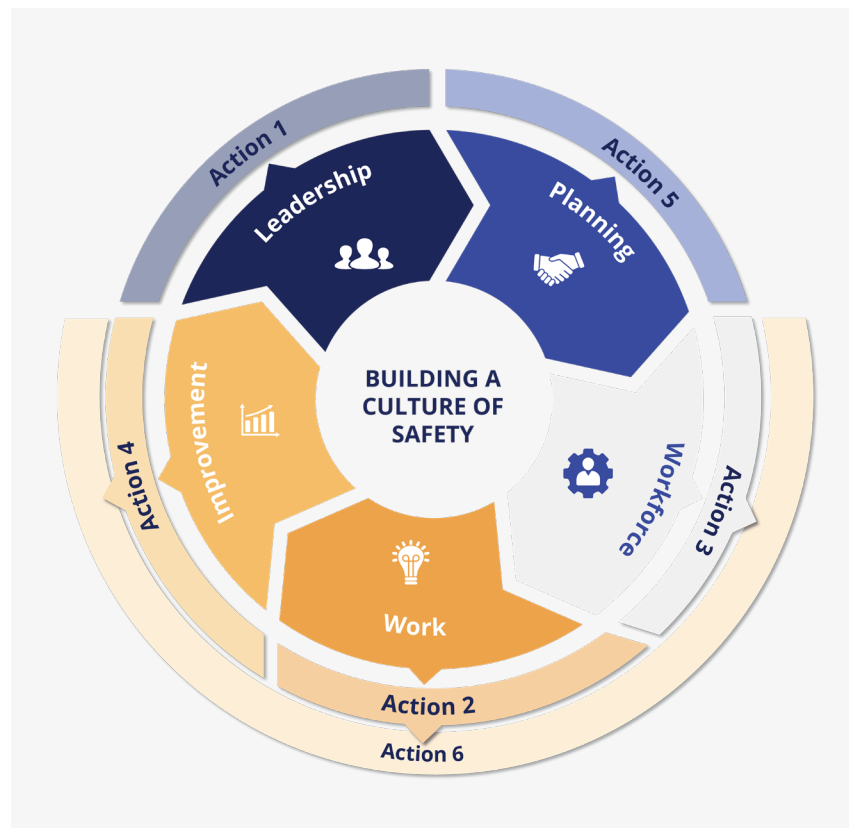 Action 1
Action 5
Leadership
Planning
BUILDING A
CULTURE OF
SAFETY
Improvement
Action 4
Workforce
Action 3
Work
Action 2
Action 6